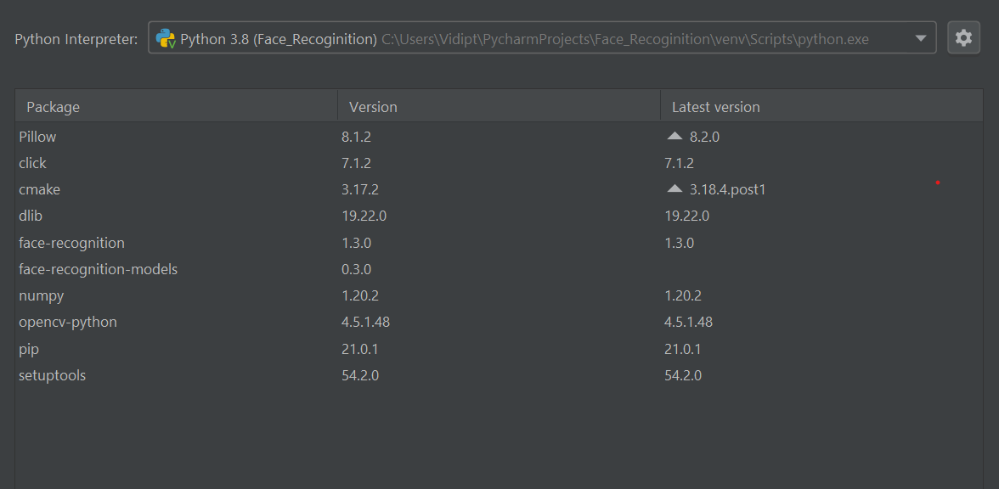 Python Interpreter: Python 3.8 (Face_Recoginition) C:\Users\Vidipt\PycharmProjects\Face_Recoginition\venv\Scripts\python.exe
Package Version Latest version
Pillow 8.1.2 8.2.0
click 7.1.2 7.1.2
cmake 3.17.2 3.18.4.post1
dlib 19.22.0 19.22.0
face-recognition 1.3.0 1.3.0
face-recognition-models 0.3.0
numpy 1.20.2 1.20.2
opencv-python 4.5.1.48 4.5.1.48
pip 21.0.1 21.0.1
setuptools 54.2.0 54.2.0